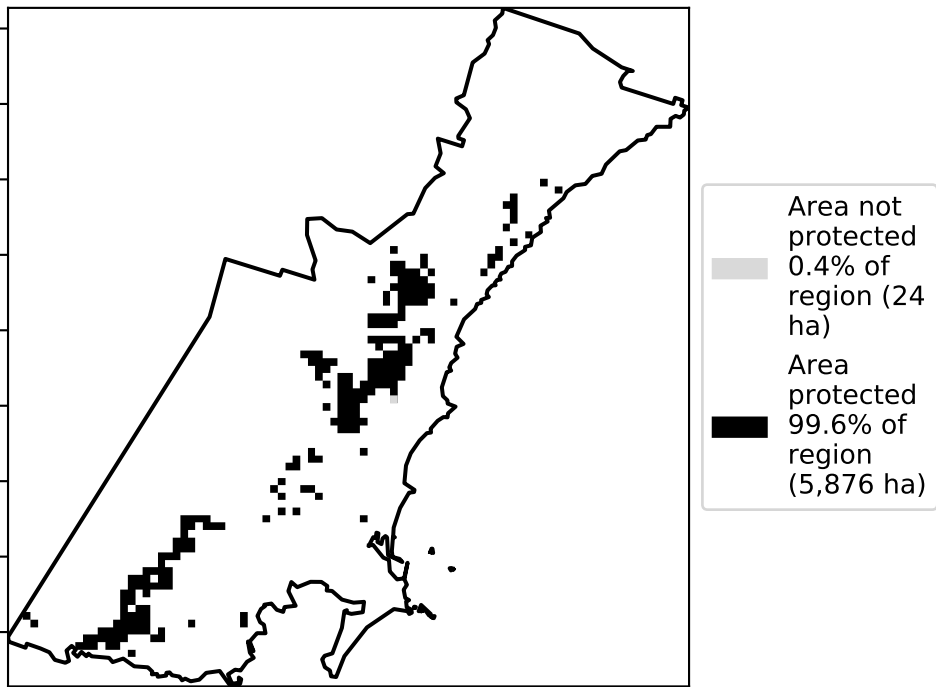 Area not
protected
0.4% of
region (24
ha)
Area
protected
99.6% of
region
(5,876 ha)